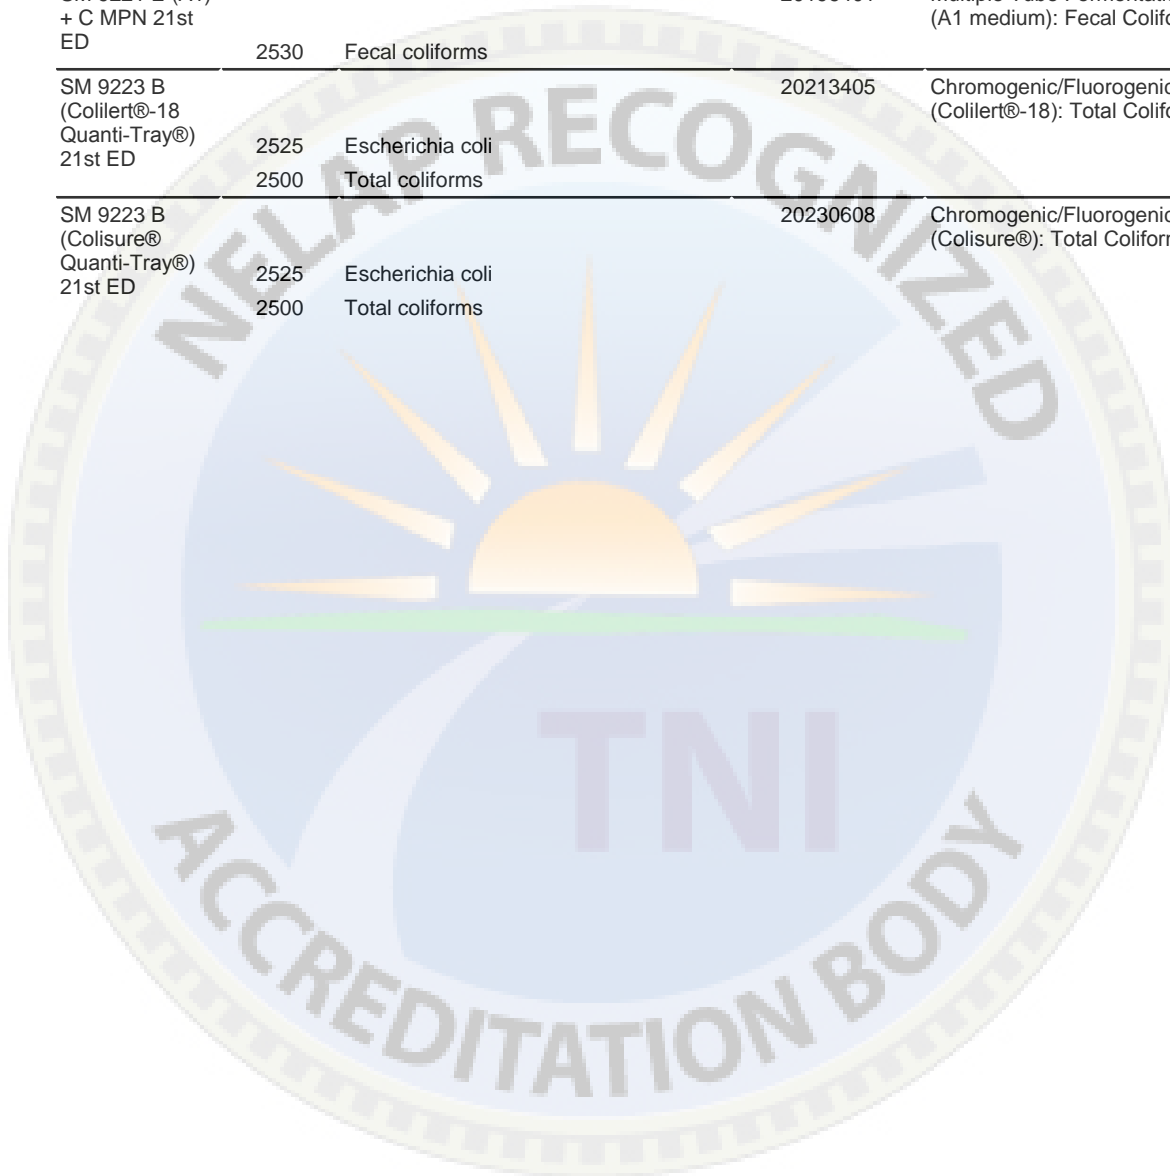 + C MPN 21st
(A1 medium): Fecal Colifo
ED
2530 Fecal coliforms
SM 9223 B 20213405 Chromogenic/Fluorogenic
(Colilert®-18 (Colilert®-18): Total Colifo
Quanti-Tray®)
2525 Escherichia coli
21st ED
2500 Total coliforms
SM 9223 B 20230608 Chromogenic/Fluorogenic
(Colisure® (Colisure®): Total Coliforr
Quanti-Tray®)
2525 Escherichia coli
21st ED
2500 Total coliforms
NELAP RECOGNIZED
TNI
ACCREDITATION BODY